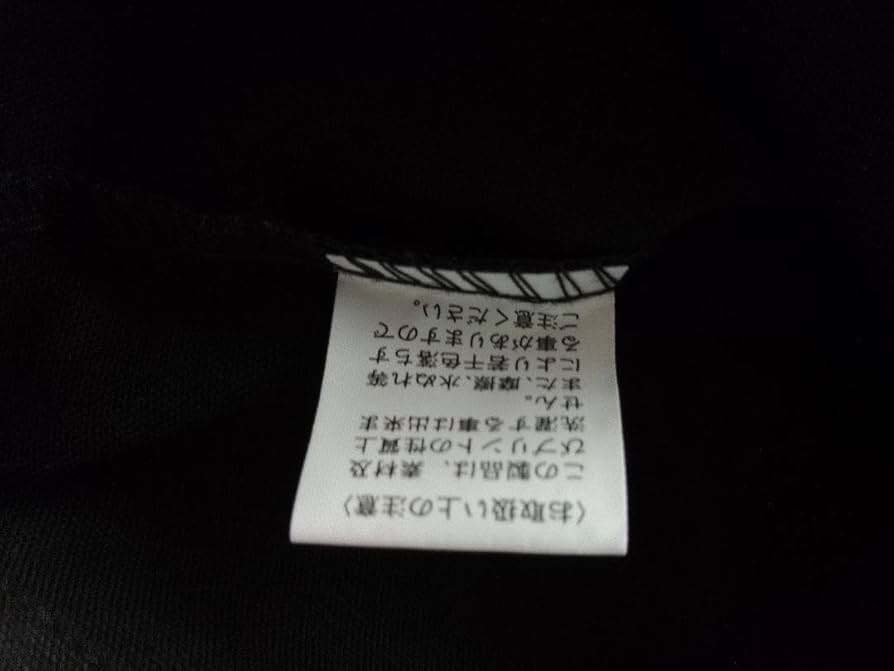 〈お取扱い上の注意〉
この製品は、素材及
びプリントの性質上
洗濯する事は出来ま
せん。
また、摩擦、水ぬれ等
により若干色落ちす
る事がありますので
ご注意ください。